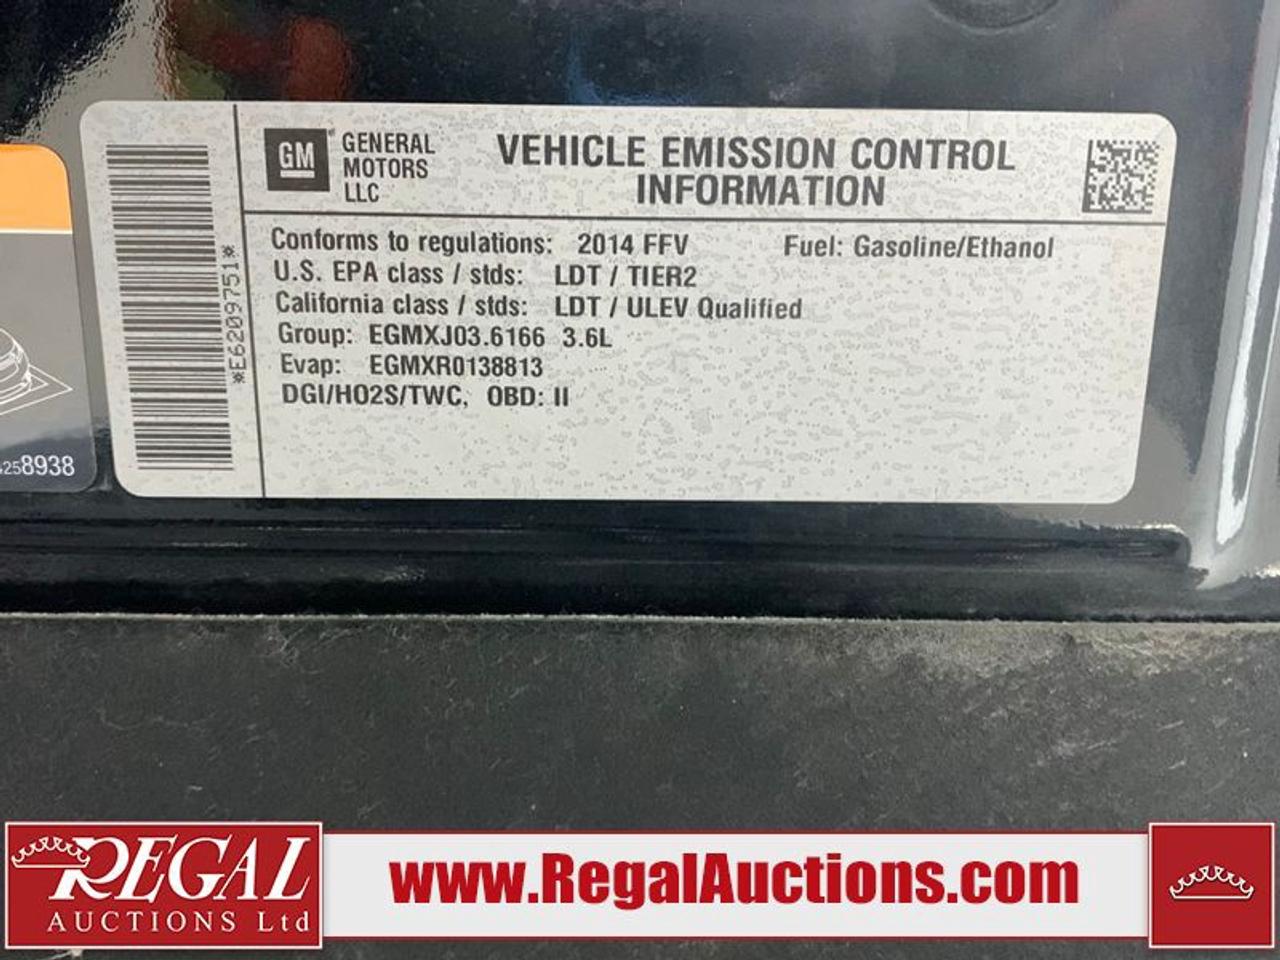 GM
GENERAL
MOTORS
LLC
VEHICLE EMISSION CONTROL
INFORMATION
*E6209751*
Conforms to regulations: 2014 FFV Fuel: Gasoline/Ethanol
U.S. EPA class / stds: LDT / TIER2
California class / stds: LDT / ULEV Qualified
Group: EGMXJ03.6166 3.6L
Evap: EGMXR0138813
DGI/HO2S/TWC, OBD: II
258938
REGAL
AUCTIONS Ltd
www.RegalAuctions.com